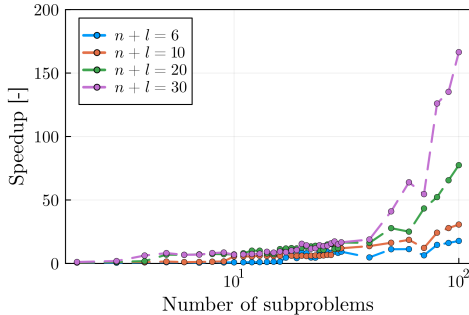 200
150
100
50
0
Speedup [-]
n + l = 6
n + l = 10
n + l = 20
n + l = 30
10^1
10^2
Number of subproblems